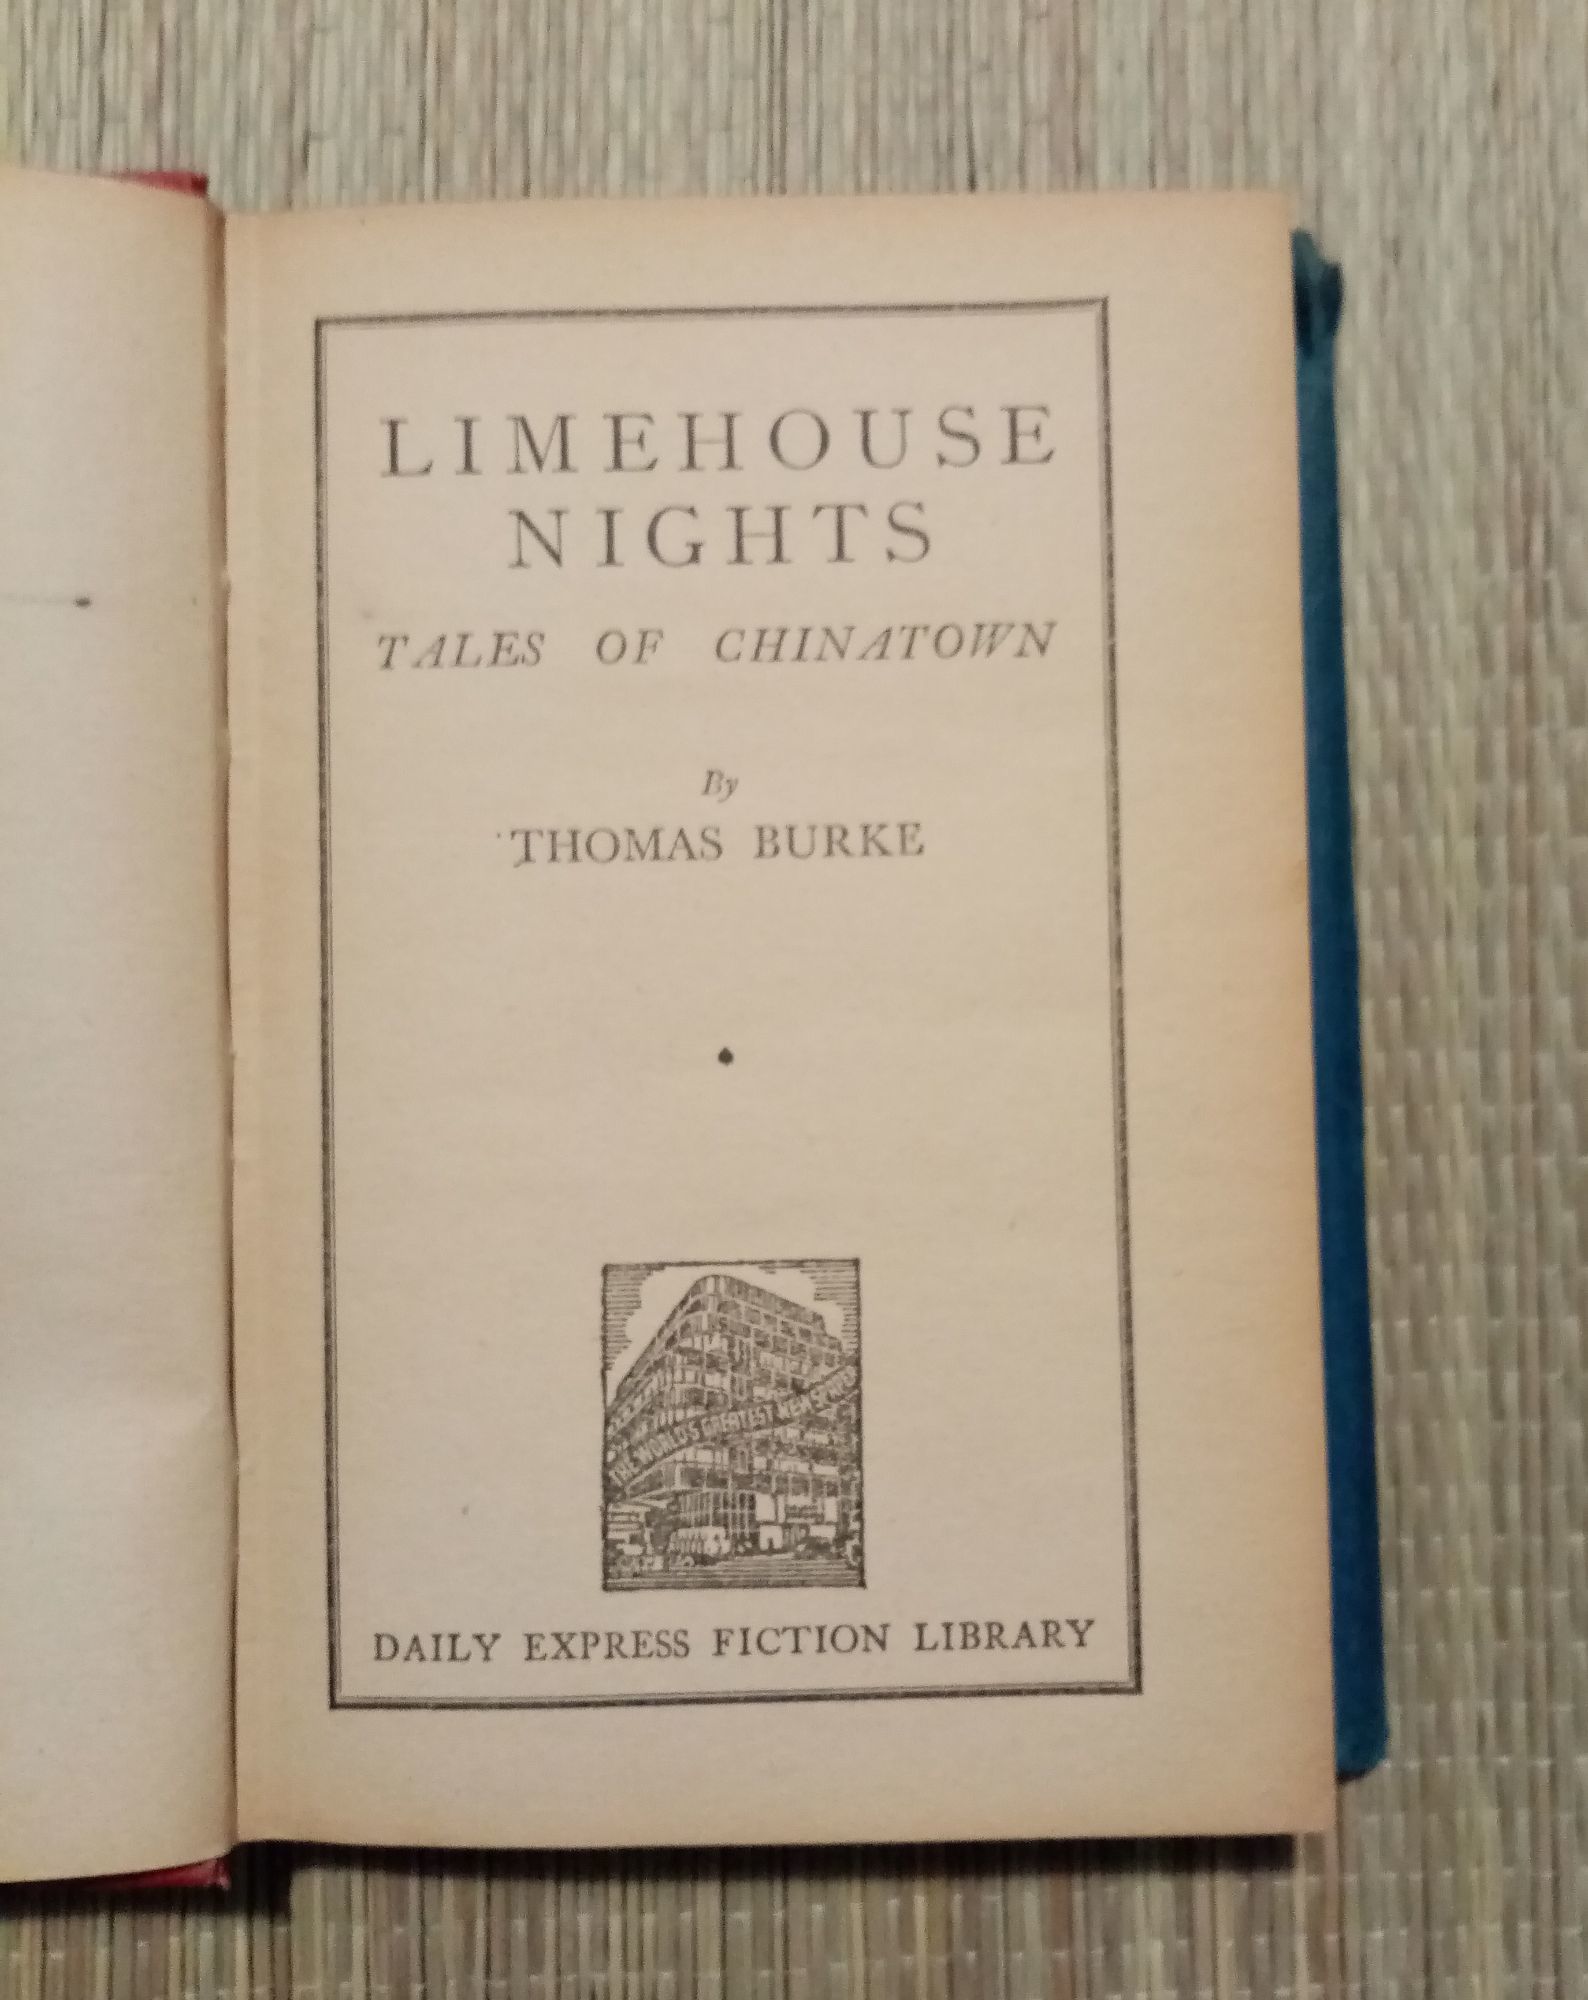 LIMEHOUSE
NIGHTS
TALES OF CHINATOWN
By
THOMAS BURKE
THE WORLD'S GREATEST NEWSPAPER
DAILY EXPRESS FICTION LIBRARY